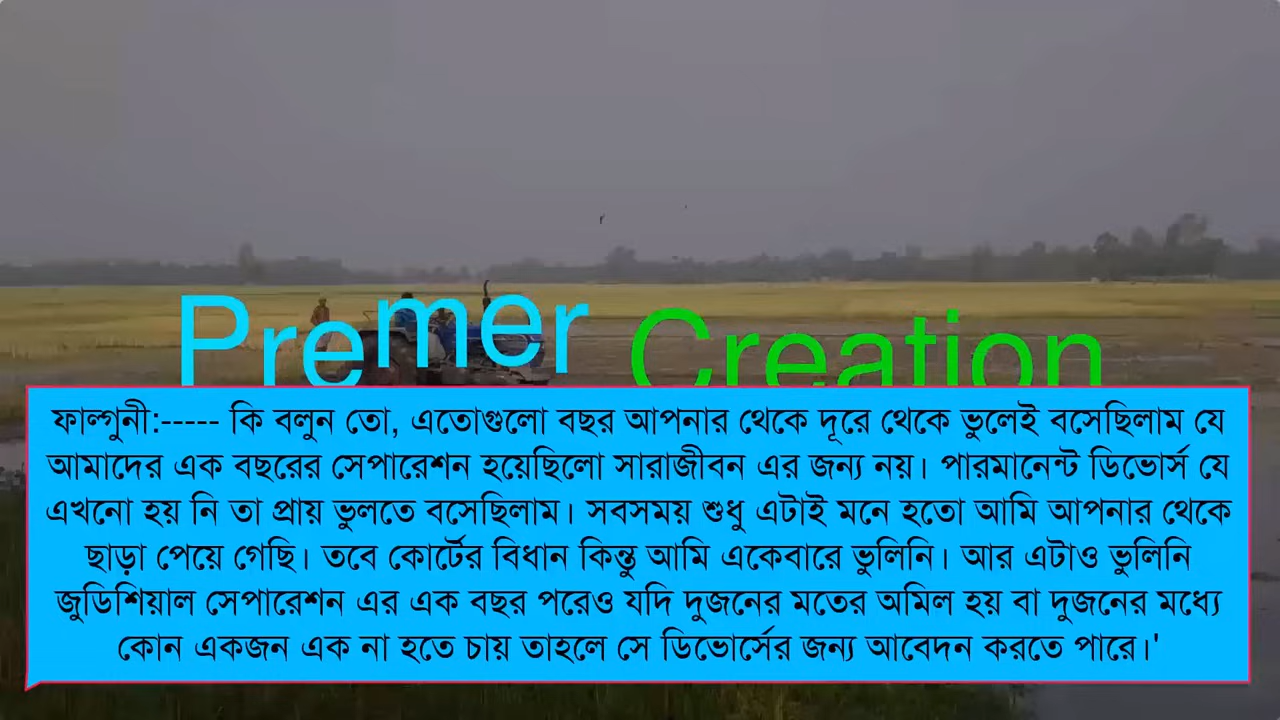 Premer Creation
ফাল্গুনী:----- কি বলুন তো, এতোগুলো বছর আপনার থেকে দূরে থেকে ভুলেই বসেছিলাম যে
আমাদের এক বছরের সেপারেশন হয়েছিলো সারাজীবন এর জন্য নয়। পারমানেন্ট ডিভোর্স যে
এখনো হয় নি তা প্রায় ভুলতে বসেছিলাম। সবসময় শুধু এটাই মনে হতো আমি আপনার থেকে
ছাড়া পেয়ে গেছি। তবে কোর্টের বিধান কিন্তু আমি একেবারে ভুলিনি। আর এটাও ভুলিনি
জুডিশিয়াল সেপারেশন এর এক বছর পরেও যদি দুজনের মতের অমিল হয় বা দুজনের মধ্যে
কোন একজন এক না হতে চায় তাহলে সে ডিভোর্সের জন্য আবেদন করতে পারে।'